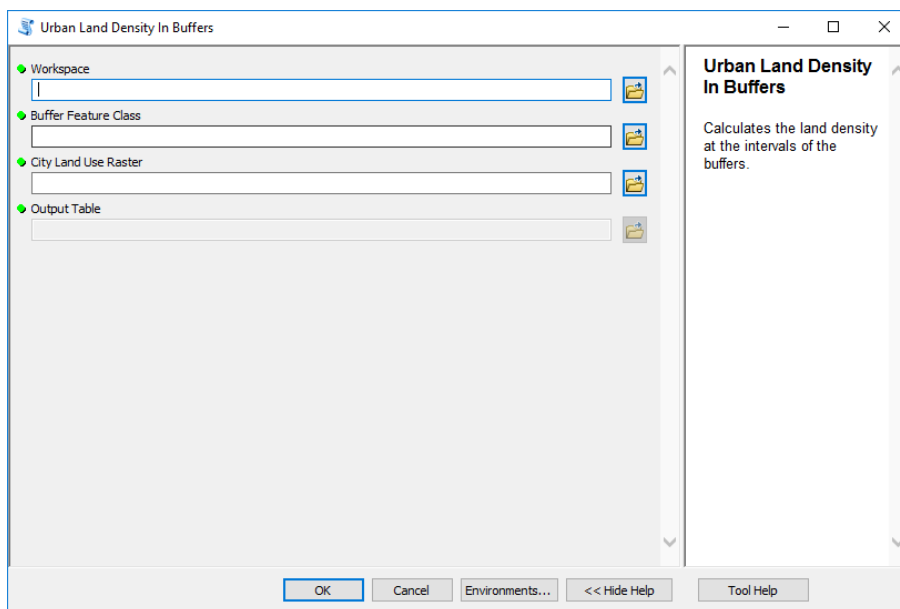 Urban Land Density In Buffers
Workspace
Buffer Feature Class
City Land Use Raster
Output Table
Urban Land Density
In Buffers
Calculates the land density
at the intervals of the
buffers.
OK
Cancel
Environments...
<< Hide Help
Tool Help